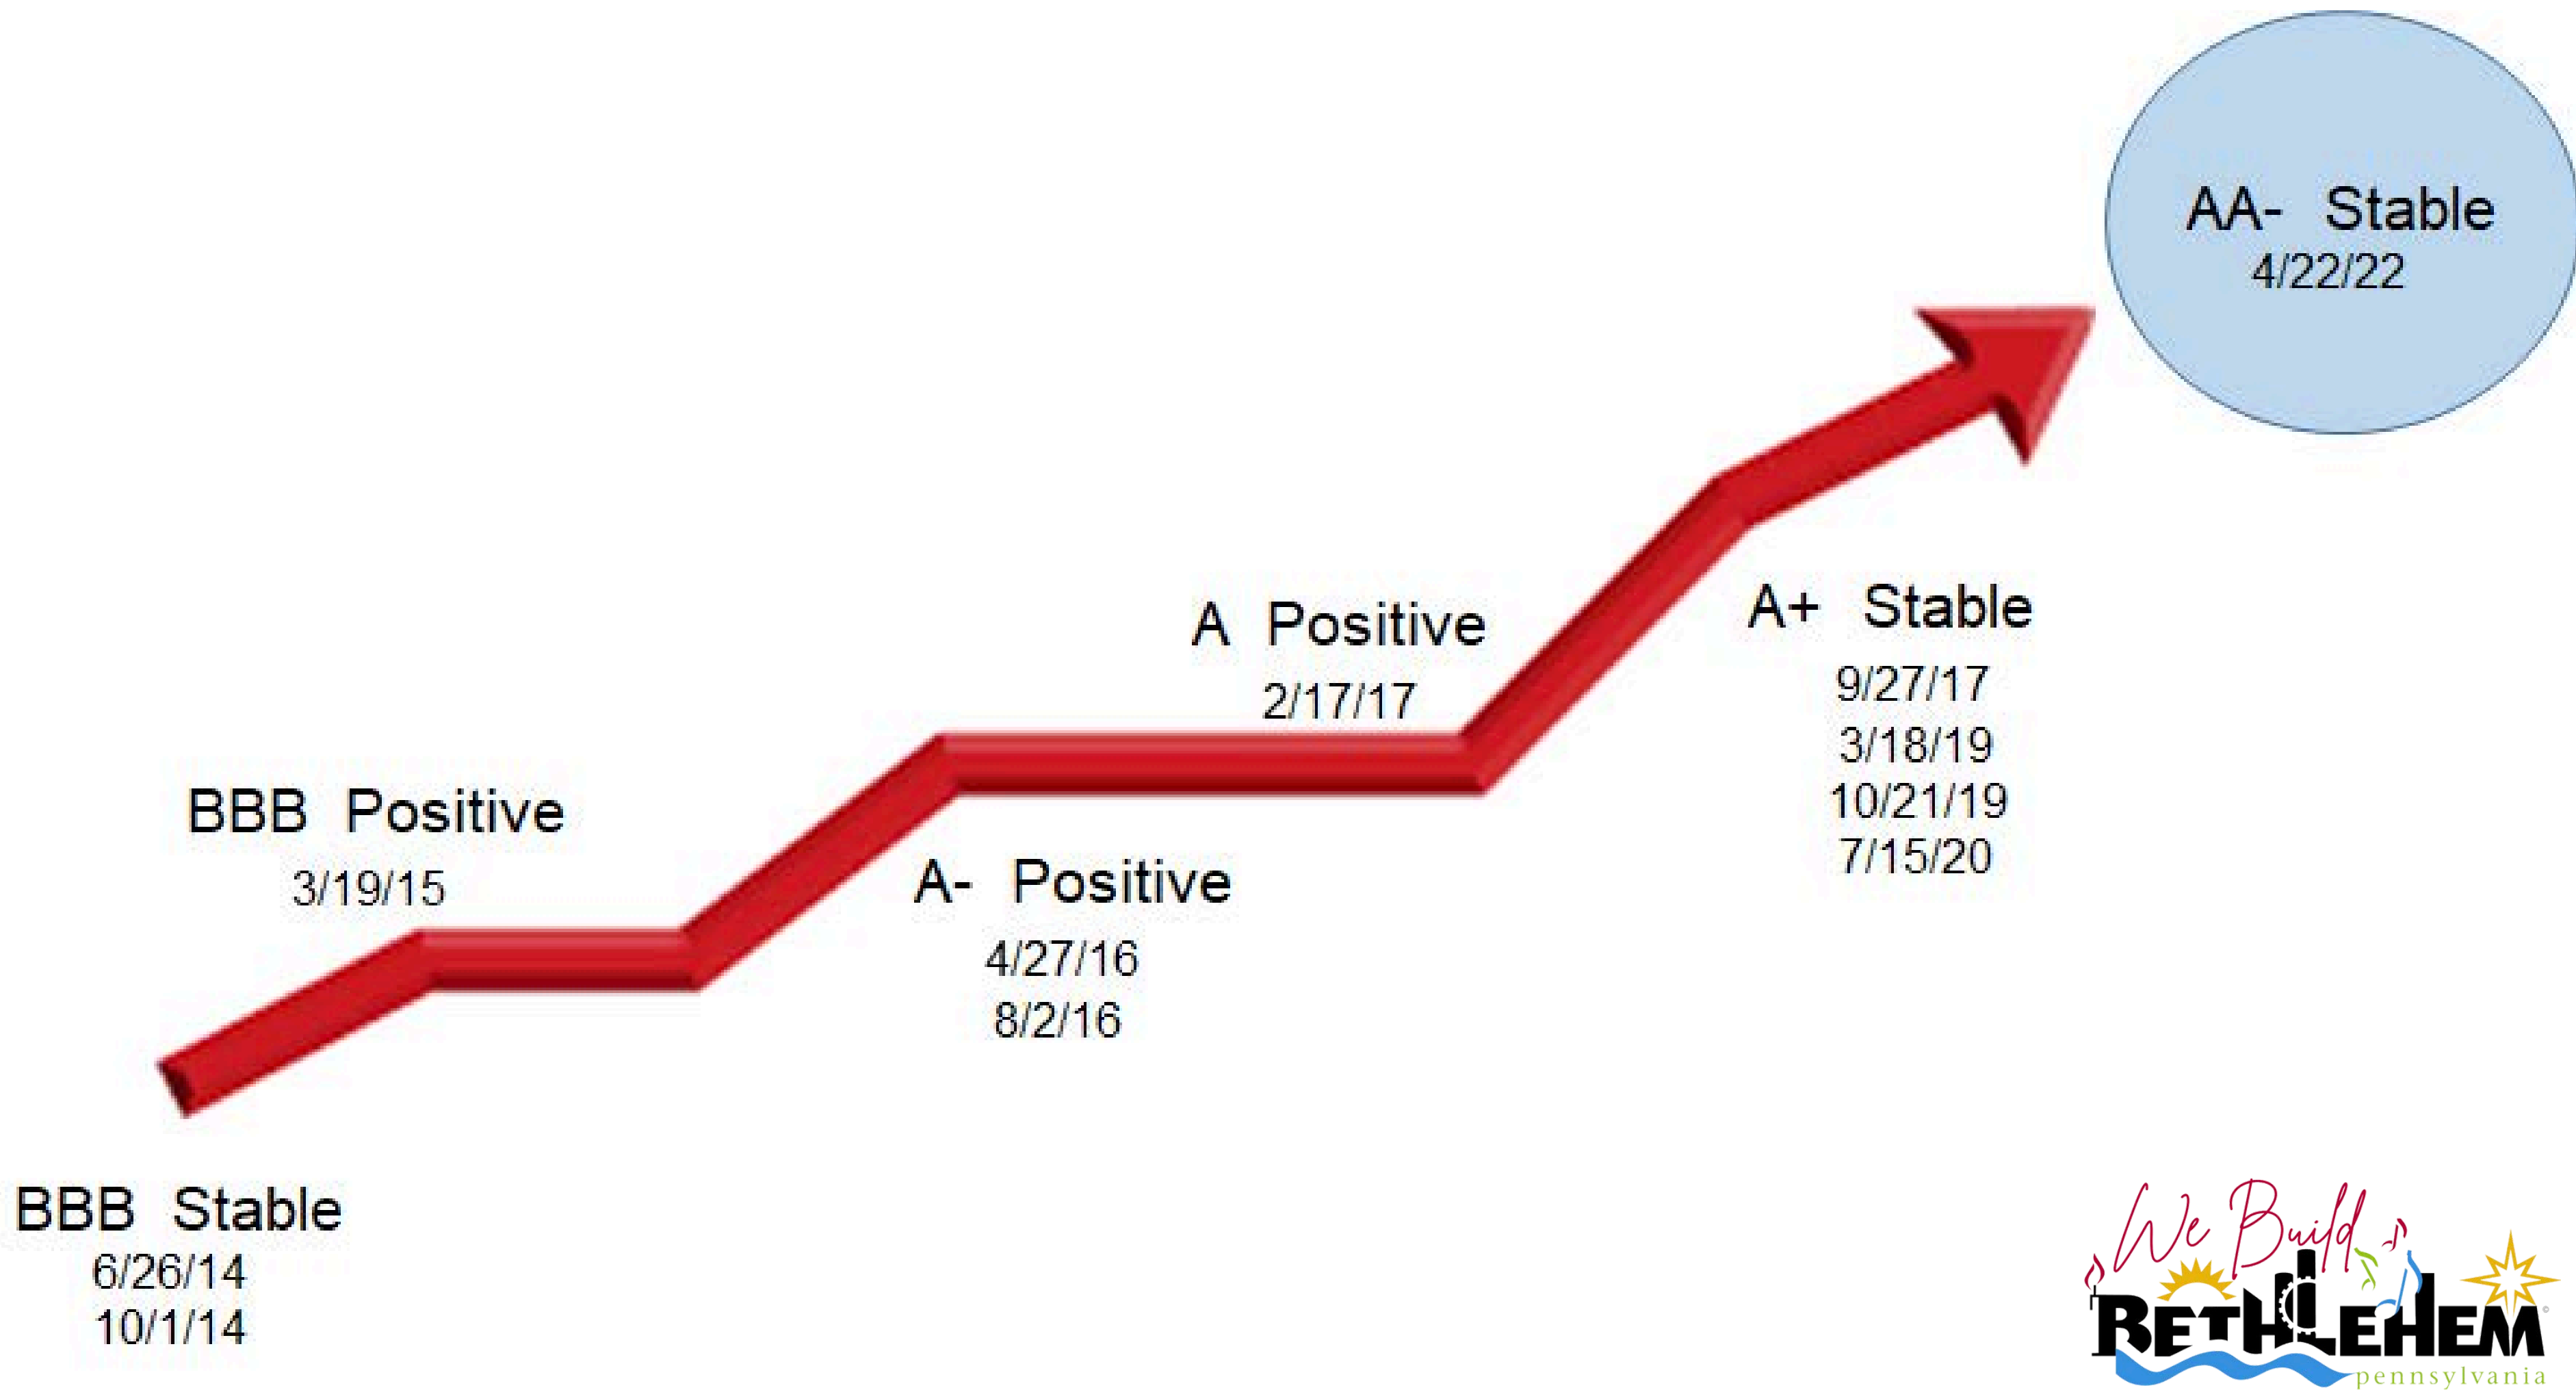 AA- Stable
4/22/22
A Positive
2/17/17
A+ Stable
9/27/17
3/18/19
10/21/19
7/15/20
BBB Positive
3/19/15
A- Positive
4/27/16
8/2/16
BBB Stable
6/26/14
10/1/14
We Build
BETHLEHEM
pennsylvania